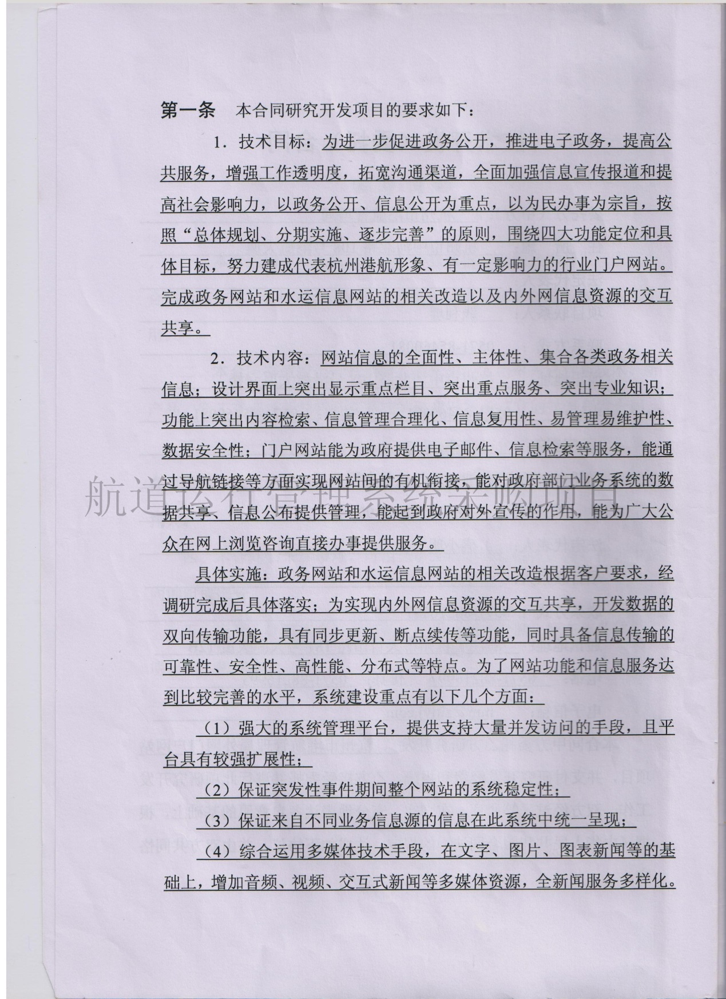 第一条 本合同研究开发项目的要求如下：
1．技术目标：为进一步促进政务公开，推进电子政务，提高公
共服务，增强工作透明度，拓宽沟通渠道，全面加强信息宣传报道和提
高社会影响力，以政务公开、信息公开为重点，以为民办事为宗旨，按
照“总体规划、分期实施、逐步完善”的原则，围绕四大功能定位和具
体目标，努力建成代表杭州港航形象、有一定影响力的行业门户网站。
完成政务网站和水运信息网站的相关改造以及内外网信息资源的交互
共享。
2．技术内容：网站信息的全面性、主体性、集合各类政务相关
信息；设计界面上突出显示重点栏目、突出重点服务、突出专业知识；
功能上突出内容检索、信息管理合理化、信息复用性、易管理易维护性、
数据安全性；门户网站能为政府提供电子邮件、信息检索等服务，能通
过导航链接等方面实现网站间的有机衔接，能对政府部门业务系统的数
航道运行管理系统采购项目
据共享、信息公布提供管理，能起到政府对外宣传的作用，能为广大公
众在网上浏览咨询直接办事提供服务。
具体实施：政务网站和水运信息网站的相关改造根据客户要求，经
调研完成后具体落实；为实现内外网信息资源的交互共享，开发数据的
双向传输功能，具有同步更新、断点续传等功能，同时具备信息传输的
可靠性、安全性、高性能、分布式等特点。为了网站功能和信息服务达
到比较完善的水平，系统建设重点有以下几个方面：
（1）强大的系统管理平台，提供支持大量并发访问的手段，且平
台具有较强扩展性；
（2）保证突发性事件期间整个网站的系统稳定性；
（3）保证来自不同业务信息源的信息在此系统中统一呈现；
（4）综合运用多媒体技术手段，在文字、图片、图表新闻等的基
础上，增加音频、视频、交互式新闻等多媒体资源，全新闻服务多样化。